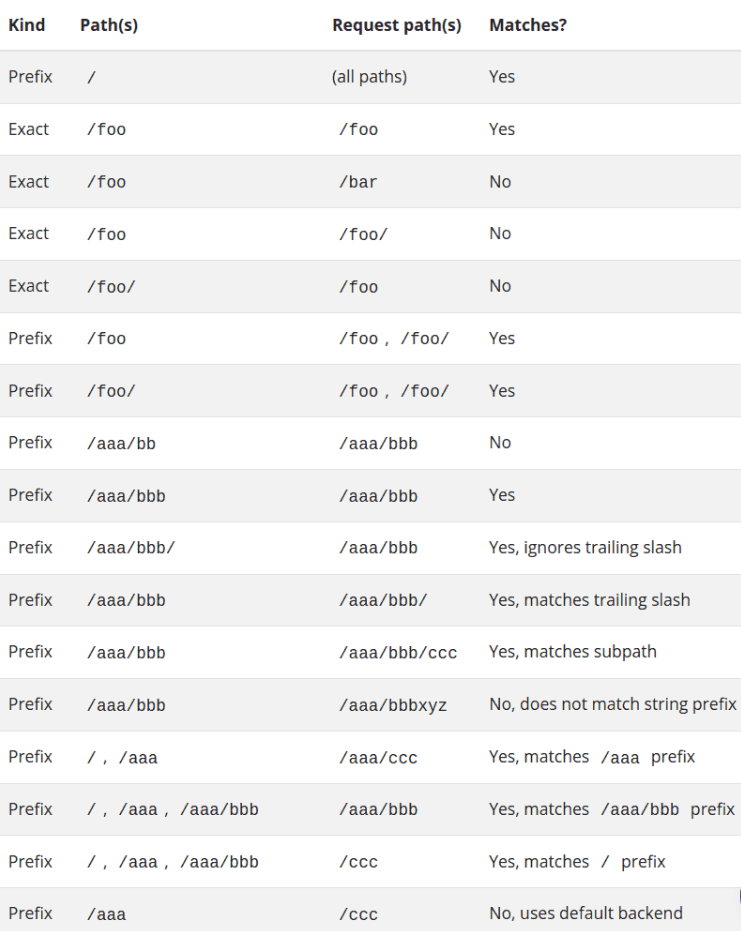 Kind Path(s) Request path(s) Matches?
Prefix / (all paths) Yes
Exact /foo /foo Yes
Exact /foo /bar No
Exact /foo /foo/ No
Exact /foo/ /foo No
Prefix /foo /foo , /foo/ Yes
Prefix /foo/ /foo , /foo/ Yes
Prefix /aaa/bb /aaa/bbb No
Prefix /aaa/bbb /aaa/bbb Yes
Prefix /aaa/bbb/ /aaa/bbb Yes, ignores trailing slash
Prefix /aaa/bbb /aaa/bbb/ Yes, matches trailing slash
Prefix /aaa/bbb /aaa/bbb/ccc Yes, matches subpath
Prefix /aaa/bbb /aaa/bbbxyz No, does not match string prefix
Prefix / , /aaa /aaa/ccc Yes, matches /aaa prefix
Prefix / , /aaa , /aaa/bbb /aaa/bbb Yes, matches /aaa/bbb prefix
Prefix / , /aaa , /aaa/bbb /ccc Yes, matches / prefix
Prefix /aaa /ccc No, uses default backend